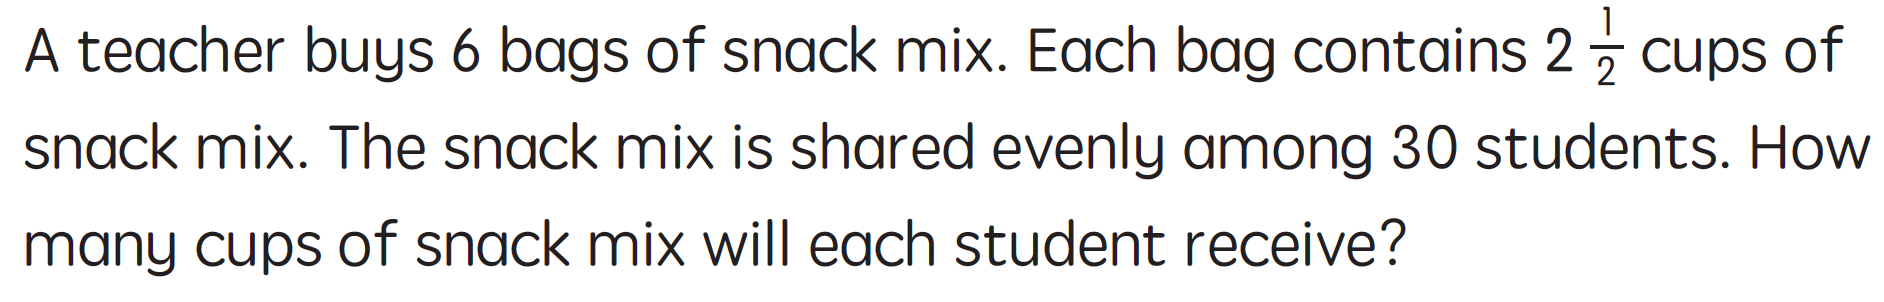 A teacher buys 6 bags of snack mix. Each bag contains 2 1/2 cups of
snack mix. The snack mix is shared evenly among 30 students. How
many cups of snack mix will each student receive?